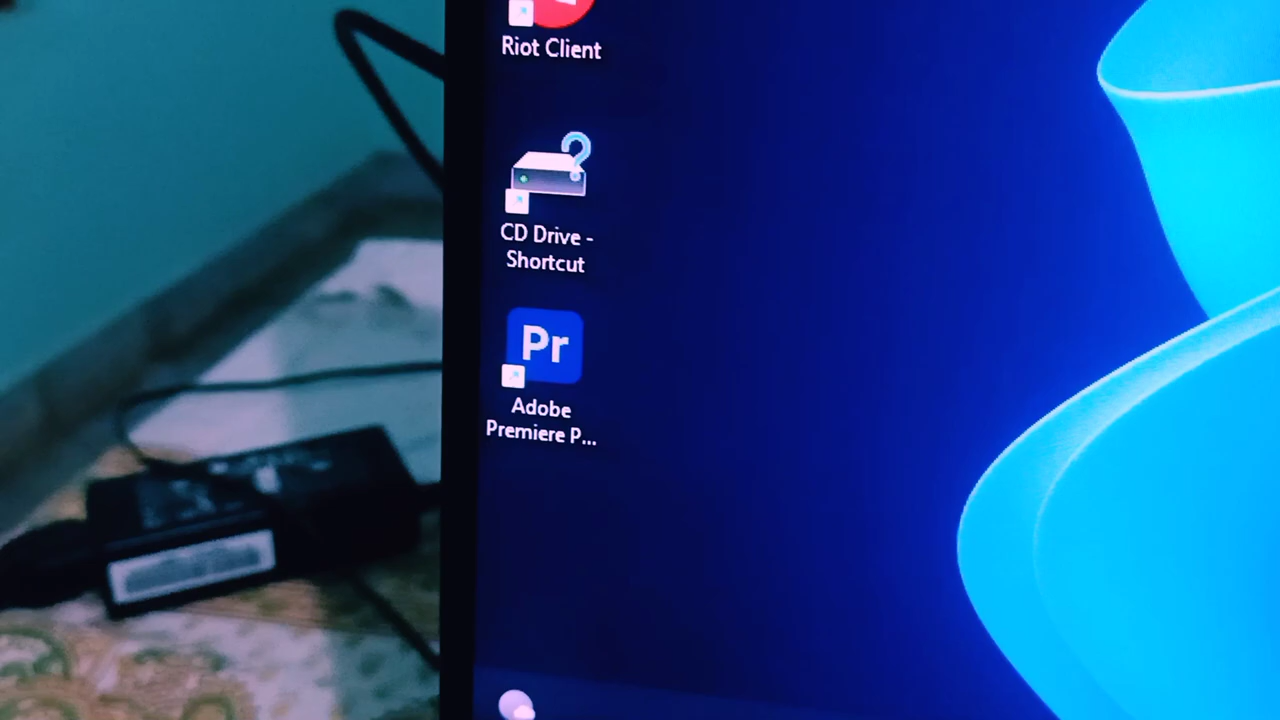 Riot Client
CD Drive -
Shortcut
Pr
Adobe
Premiere P...